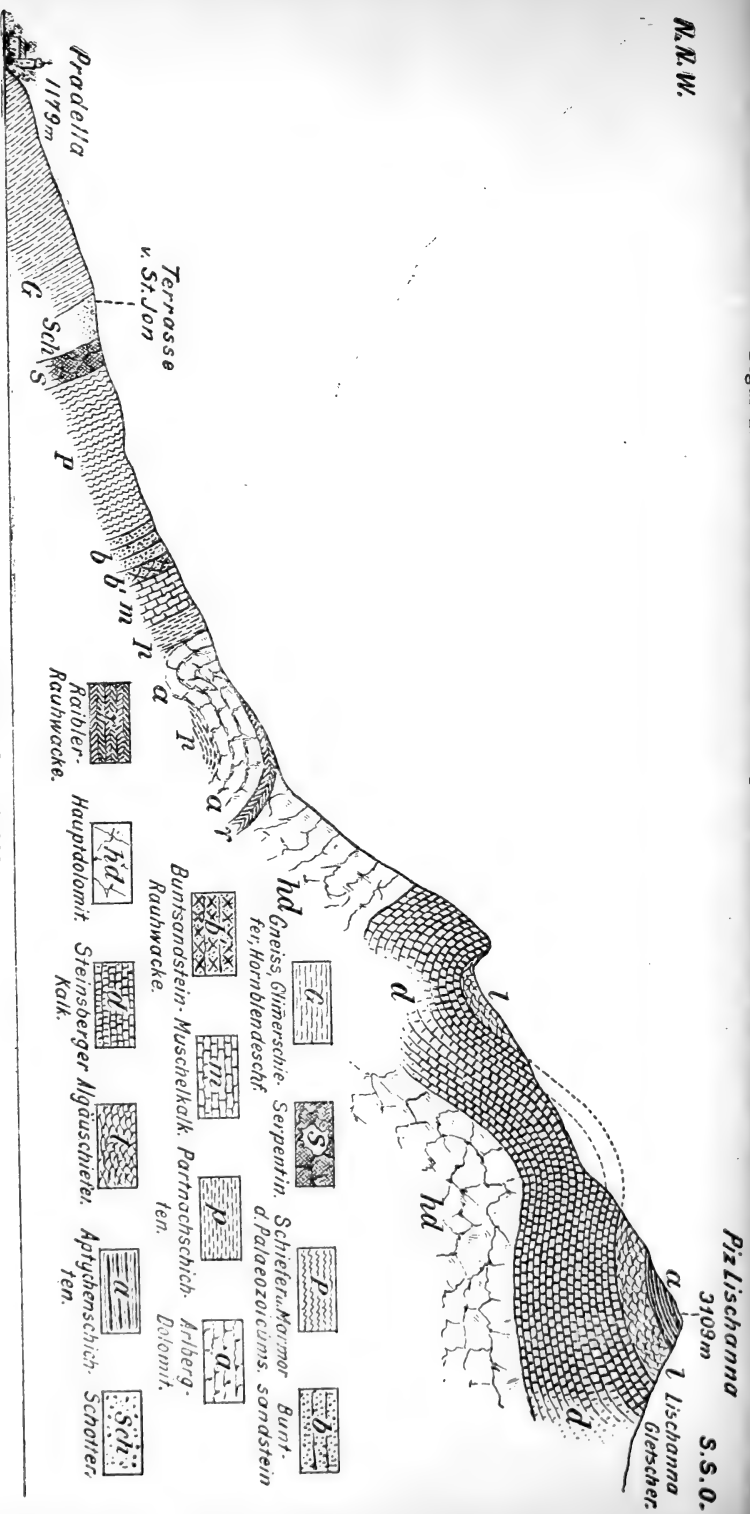 N.N.W.
S.S.O.
Piz Lischanna
3109m
a
l
Lischanna
Gletscher.
Pradella
1179m
Terrasse
v. St. Jon
G
Sch
S
P
b
b'
m
p
a
p
a
r
hd
d
l
hd
d
G
Gneiss, Glimerschie-
fer, Hornblendeschf.
S
Serpentin.
P
Schiefer u. Marmor
d. Palaeozoicums.
b
Bunt-
sandstein
b'
Buntsandstein-
Rauhwacke.
m
Muschelkalk.
p
Partnachschich-
ten.
a
Arlberg-
Dolomit.
r
Raibler-
Rauhwacke.
hd
Hauptdolomit.
d
Steinsberger
Kalk.
l
Algäuschiefer.
a
Aptychenschich-
ten.
Sch
Schotter.